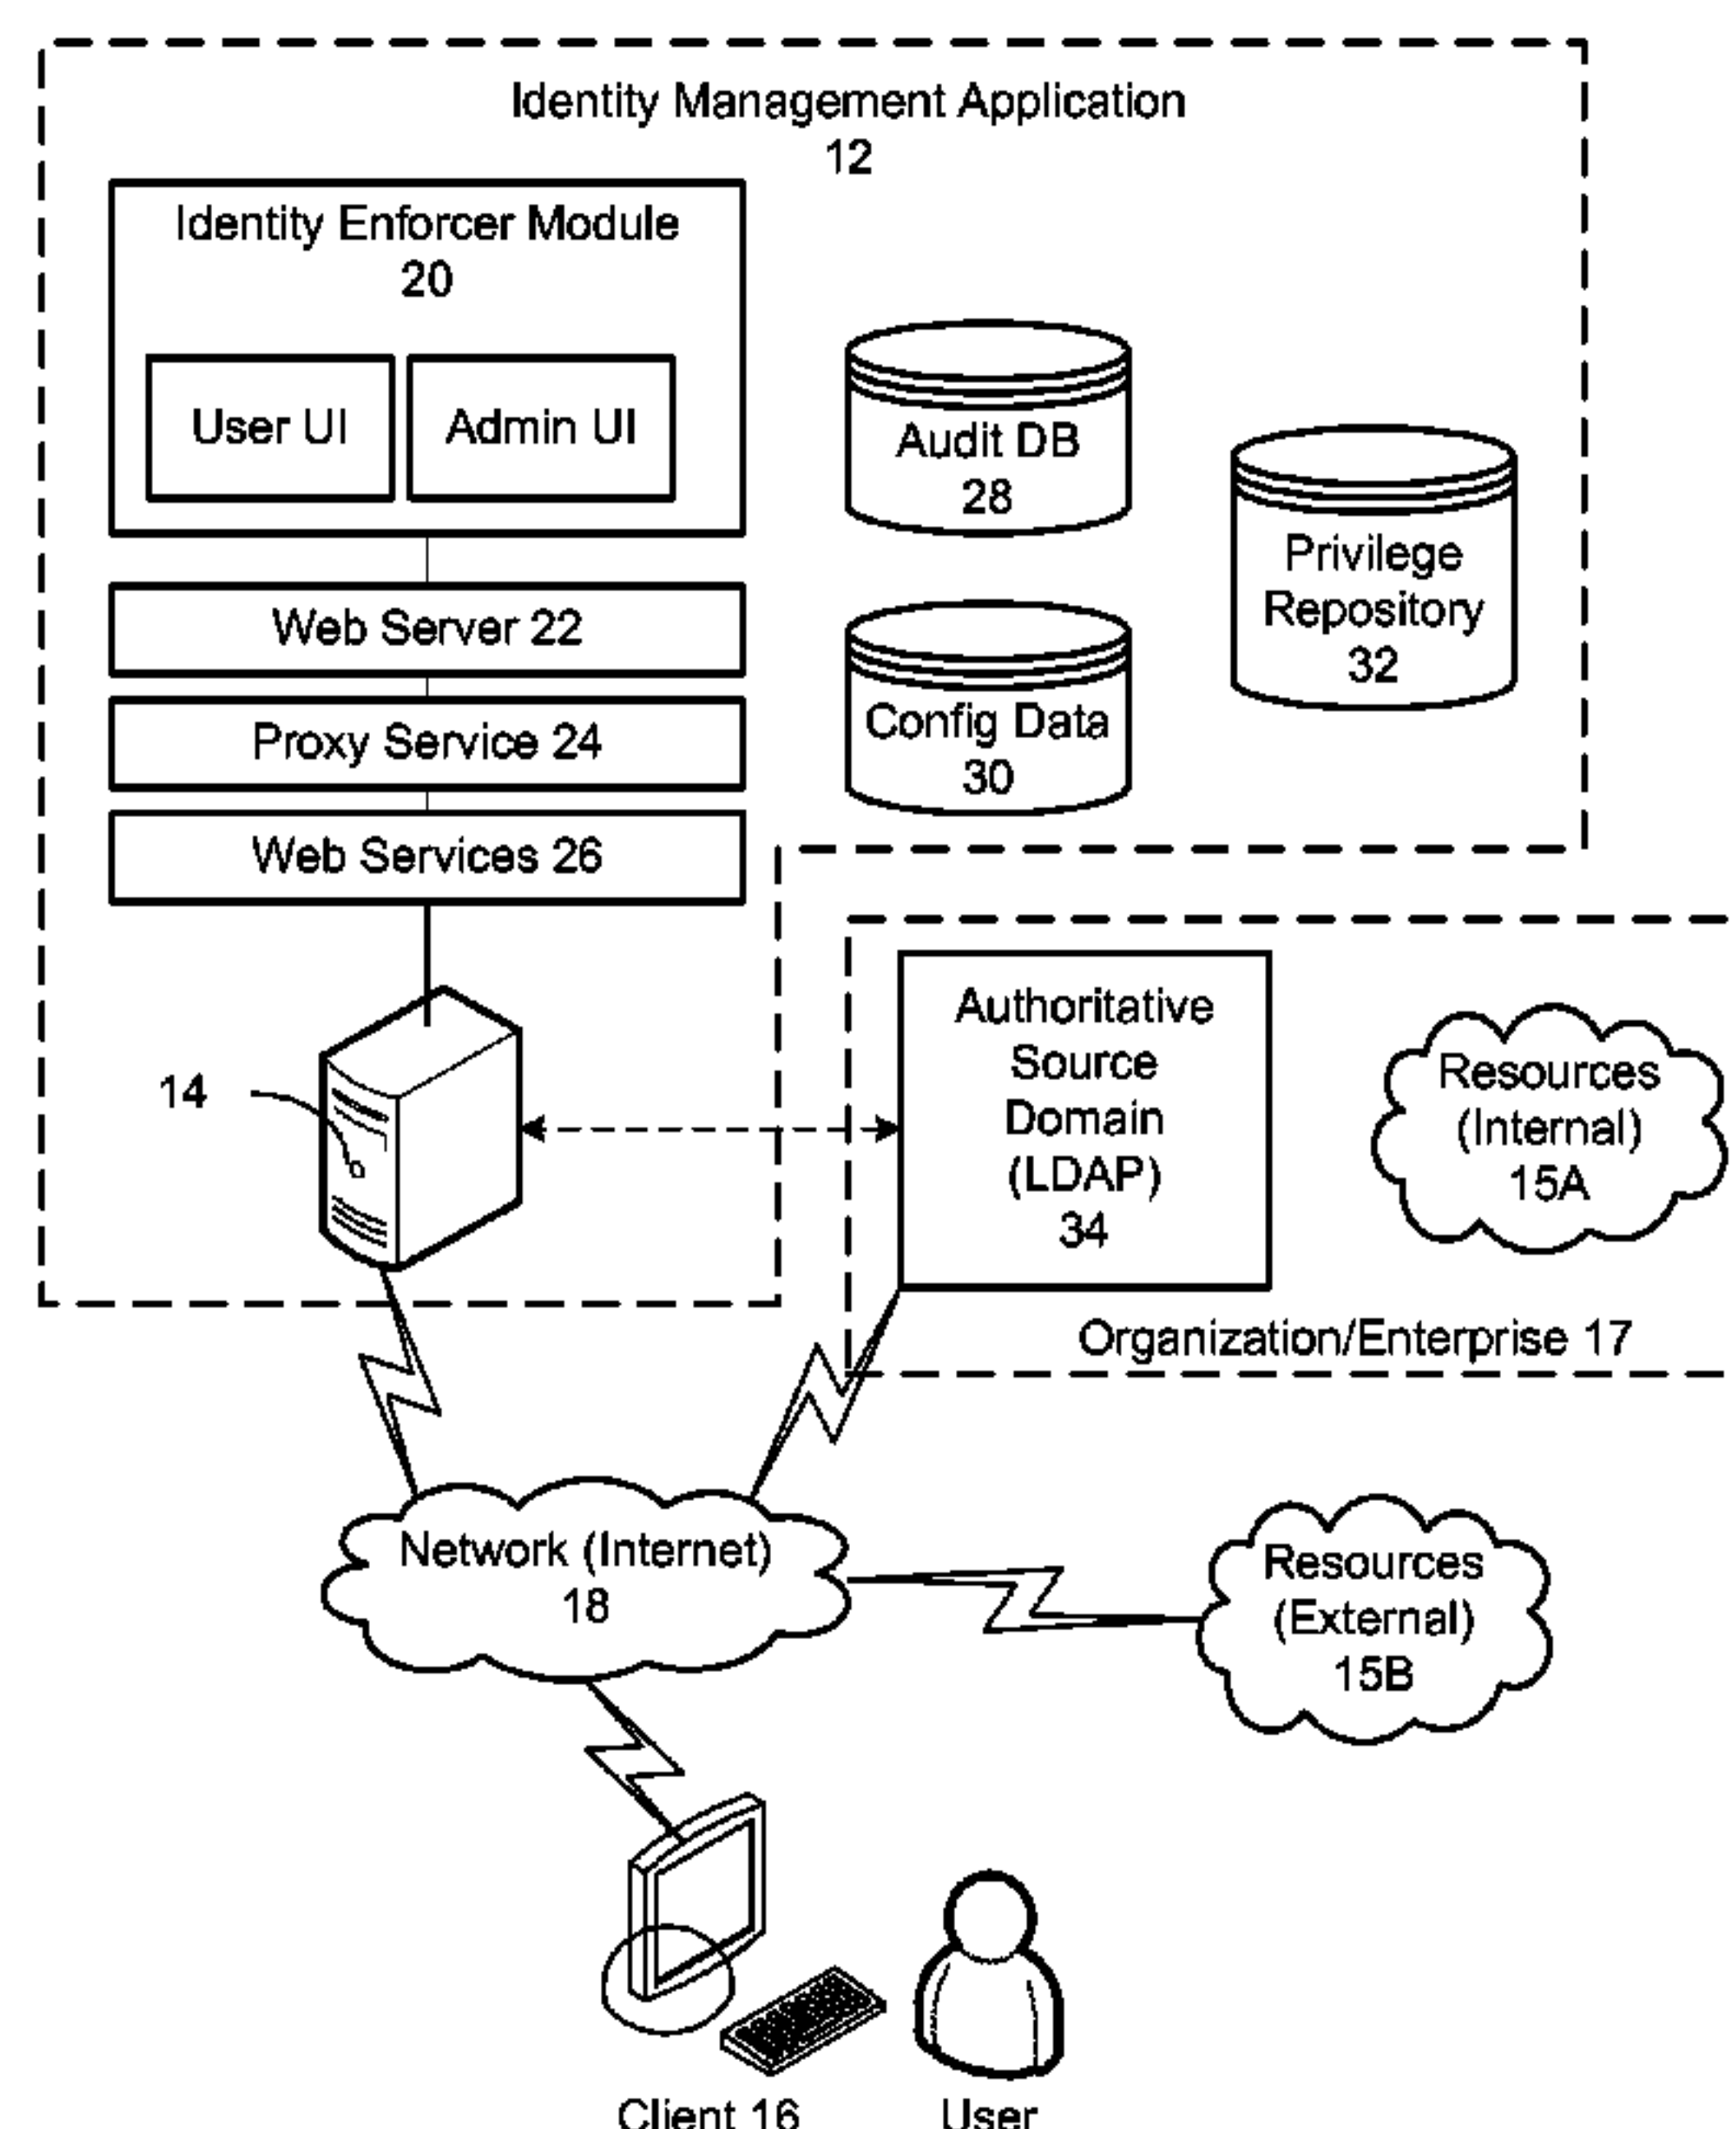 Identity Management Application
12
Identity Enforcer Module
20
User UI
Admin UI
Audit DB
28
Privilege
Repository
32
Web Server 22
Proxy Service 24
Config Data
30
Web Services 26
Authoritative
Source
Domain
(LDAP)
34
Resources
(Internal)
15A
14
Organization/Enterprise 17
Network (Internet)
18
Resources
(External)
15B
Client 16
User